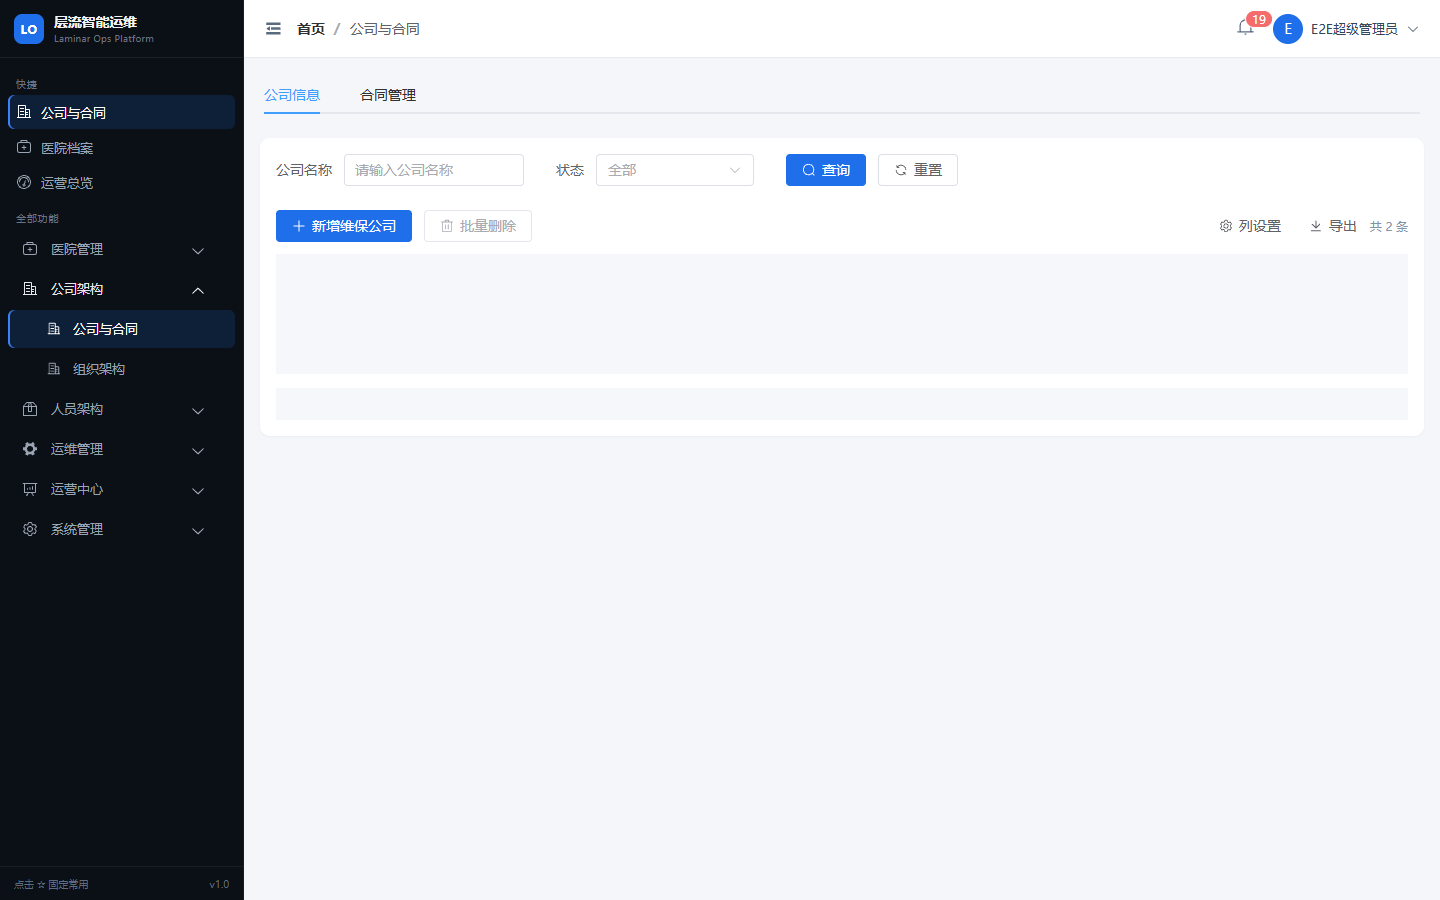 LO
层流智能运维
Laminar Ops Platform
快捷
公司与合同
医院档案
运营总览
全部功能
医院管理
公司架构
公司与合同
组织架构
人员架构
运维管理
运营中心
系统管理
点击 ☆ 固定常用 v1.0
首页 / 公司与合同
19
E E2E超级管理员
公司信息 合同管理
公司名称 请输入公司名称 状态 全部 查询 重置
新增维保公司 批量删除 列设置 导出 共 2 条